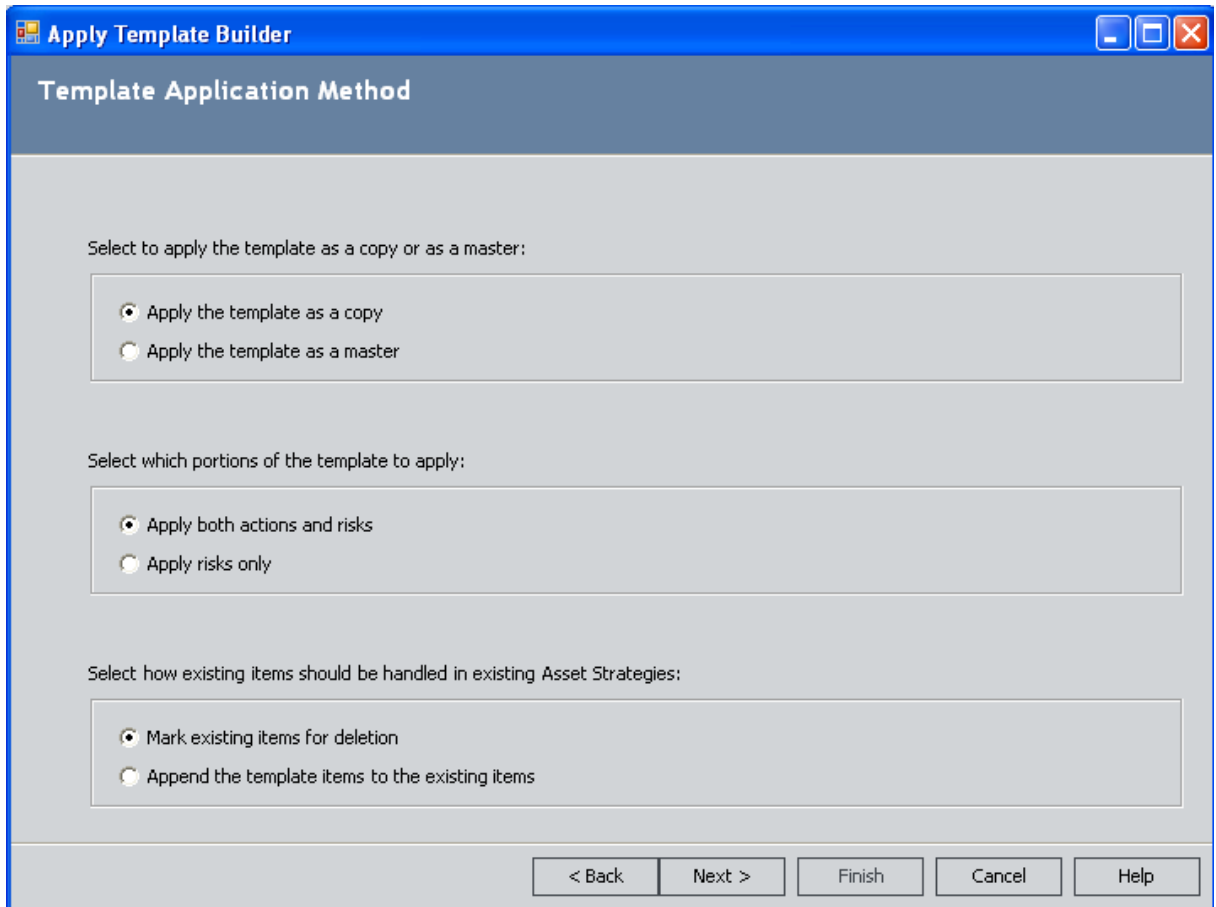 Apply Template Builder
Template Application Method
Select to apply the template as a copy or as a master:
Apply the template as a copy
Apply the template as a master
Select which portions of the template to apply:
Apply both actions and risks
Apply risks only
Select how existing items should be handled in existing Asset Strategies:
Mark existing items for deletion
Append the template items to the existing items
< Back Next > Finish Cancel Help